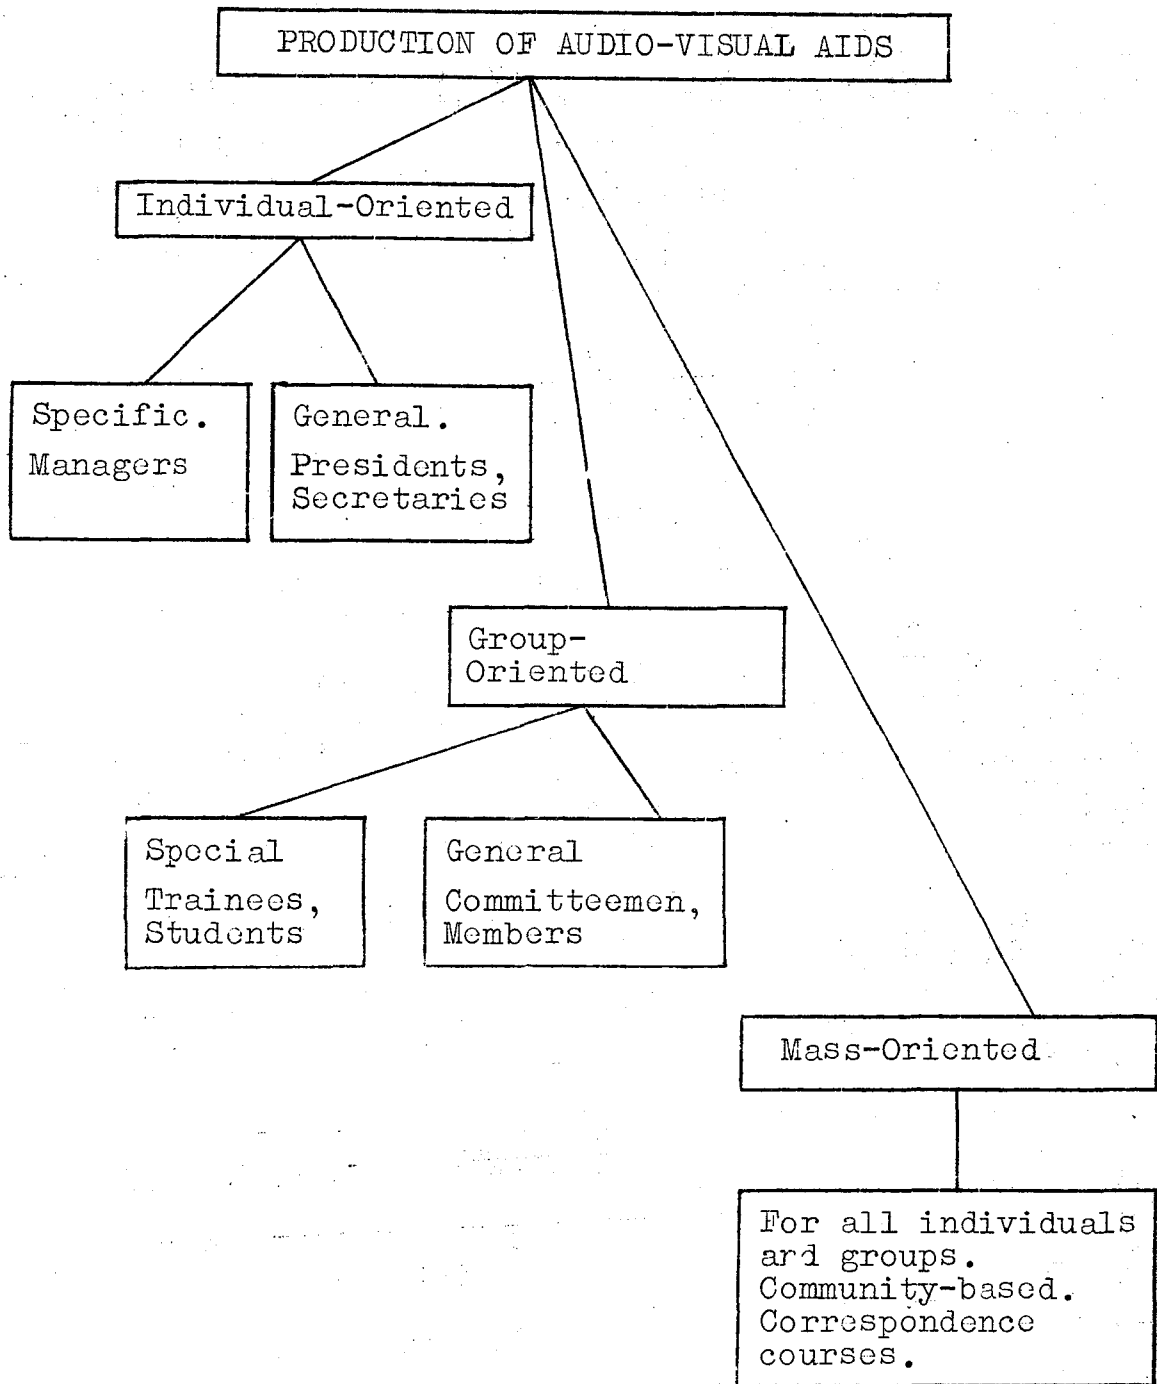 PRODUCTION OF AUDIO-VISUAL AIDS
Individual-Oriented
Specific.
Managers
General.
Presidents,
Secretaries
Group-
Oriented
Special
Trainees,
Students
General
Committeemen,
Members
Mass-Oriented
For all individuals
and groups.
Community-based.
Correspondence
courses.